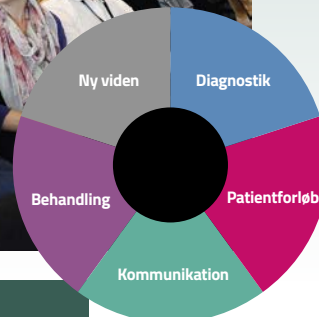 Ny viden
Diagnostik
Behandling
Patientforløb
Kommunikation